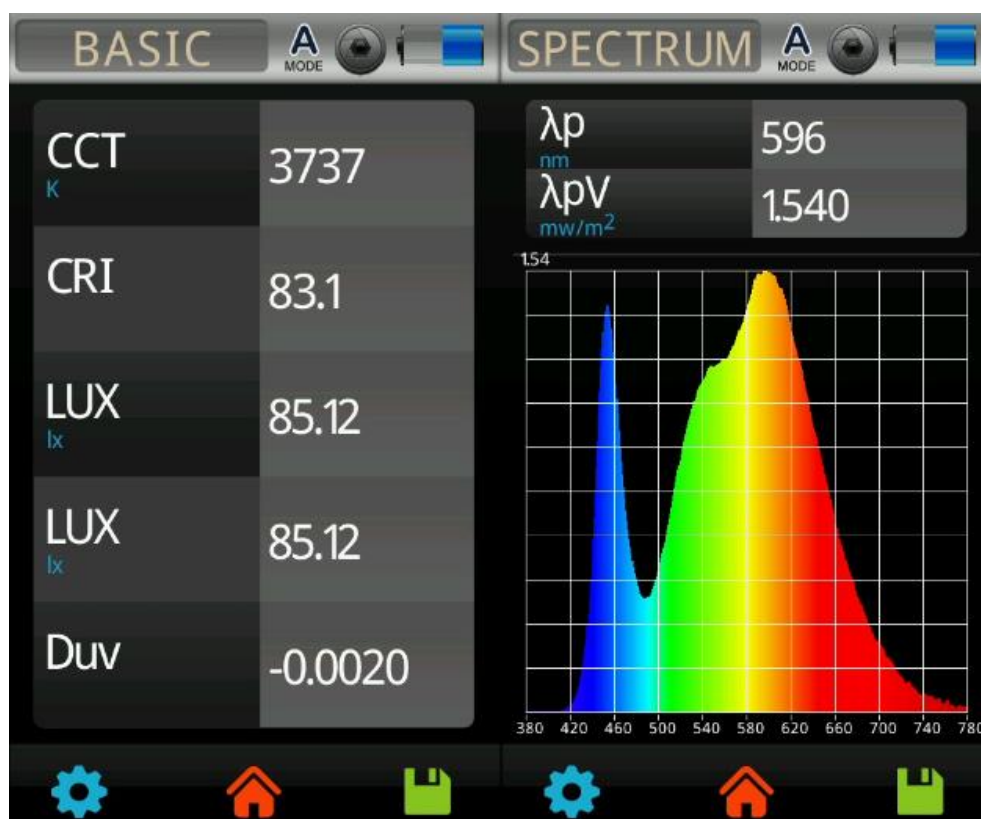 BASIC
A
MODE
CCT
K
3737
CRI
83.1
LUX
lx
85.12
LUX
lx
85.12
Duv
-0.0020
SPECTRUM
A
MODE
λp
nm
596
λpV
mw/m2
1.540
1.54
380 420 460 500 540 580 620 660 700 740 780